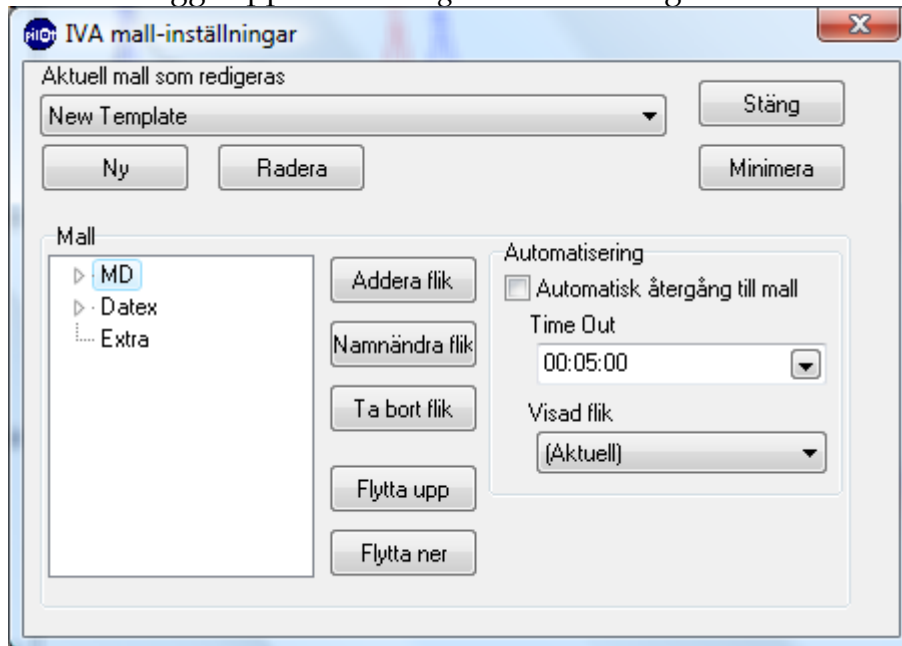 PiLOT IVA mall-inställningar
Aktuell mall som redigeras
New Template
Stäng
Ny Radera Minimera
Mall
MD
Datex
Extra
Addera flik
Namnändra flik
Ta bort flik
Flytta upp
Flytta ner
Automatisering
Automatisk återgång till mall
Time Out
00:05:00
Visad flik
(Aktuell)